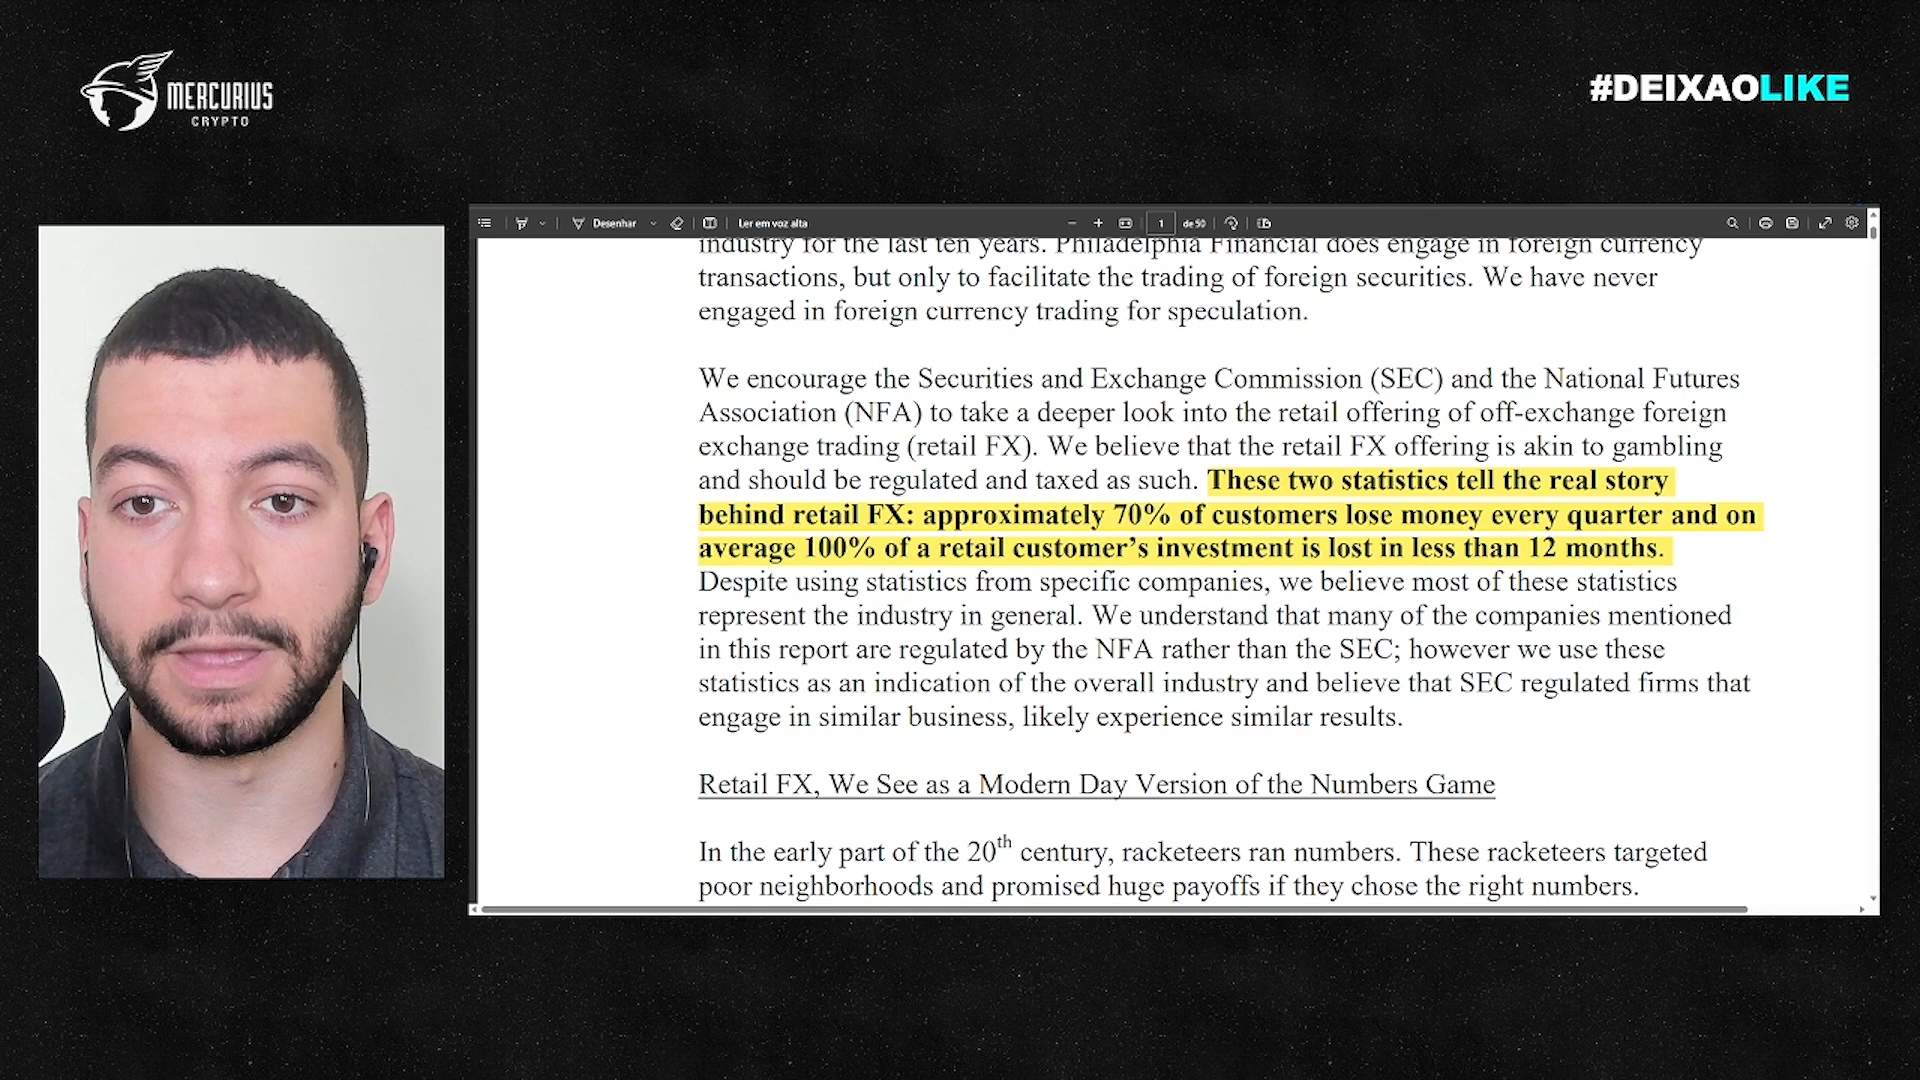 MERCURIUS
CRYPTO
#DEIXAOLIKE
Desenhar
Ler em voz alta
1
de 50
industry for the last ten years. Philadelphia Financial does engage in foreign currency
transactions, but only to facilitate the trading of foreign securities. We have never
engaged in foreign currency trading for speculation.
We encourage the Securities and Exchange Commission (SEC) and the National Futures
Association (NFA) to take a deeper look into the retail offering of off-exchange foreign
exchange trading (retail FX). We believe that the retail FX offering is akin to gambling
and should be regulated and taxed as such. These two statistics tell the real story
behind retail FX: approximately 70% of customers lose money every quarter and on
average 100% of a retail customer’s investment is lost in less than 12 months.
Despite using statistics from specific companies, we believe most of these statistics
represent the industry in general. We understand that many of the companies mentioned
in this report are regulated by the NFA rather than the SEC; however we use these
statistics as an indication of the overall industry and believe that SEC regulated firms that
engage in similar business, likely experience similar results.
Retail FX, We See as a Modern Day Version of the Numbers Game
In the early part of the 20th century, racketeers ran numbers. These racketeers targeted
poor neighborhoods and promised huge payoffs if they chose the right numbers.